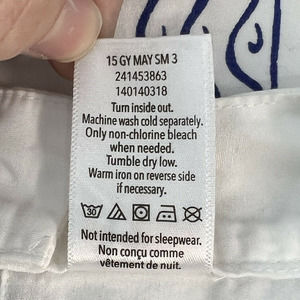 15 GY MAY SM 3
241453863
140140318
Turn inside out.
Machine wash cold separately.
Only non-chlorine bleach
when needed.
Tumble dry low.
Warm iron on reverse side
if necessary.
30
Not intended for sleepwear.
Non conçu comme
vêtement de nuit.